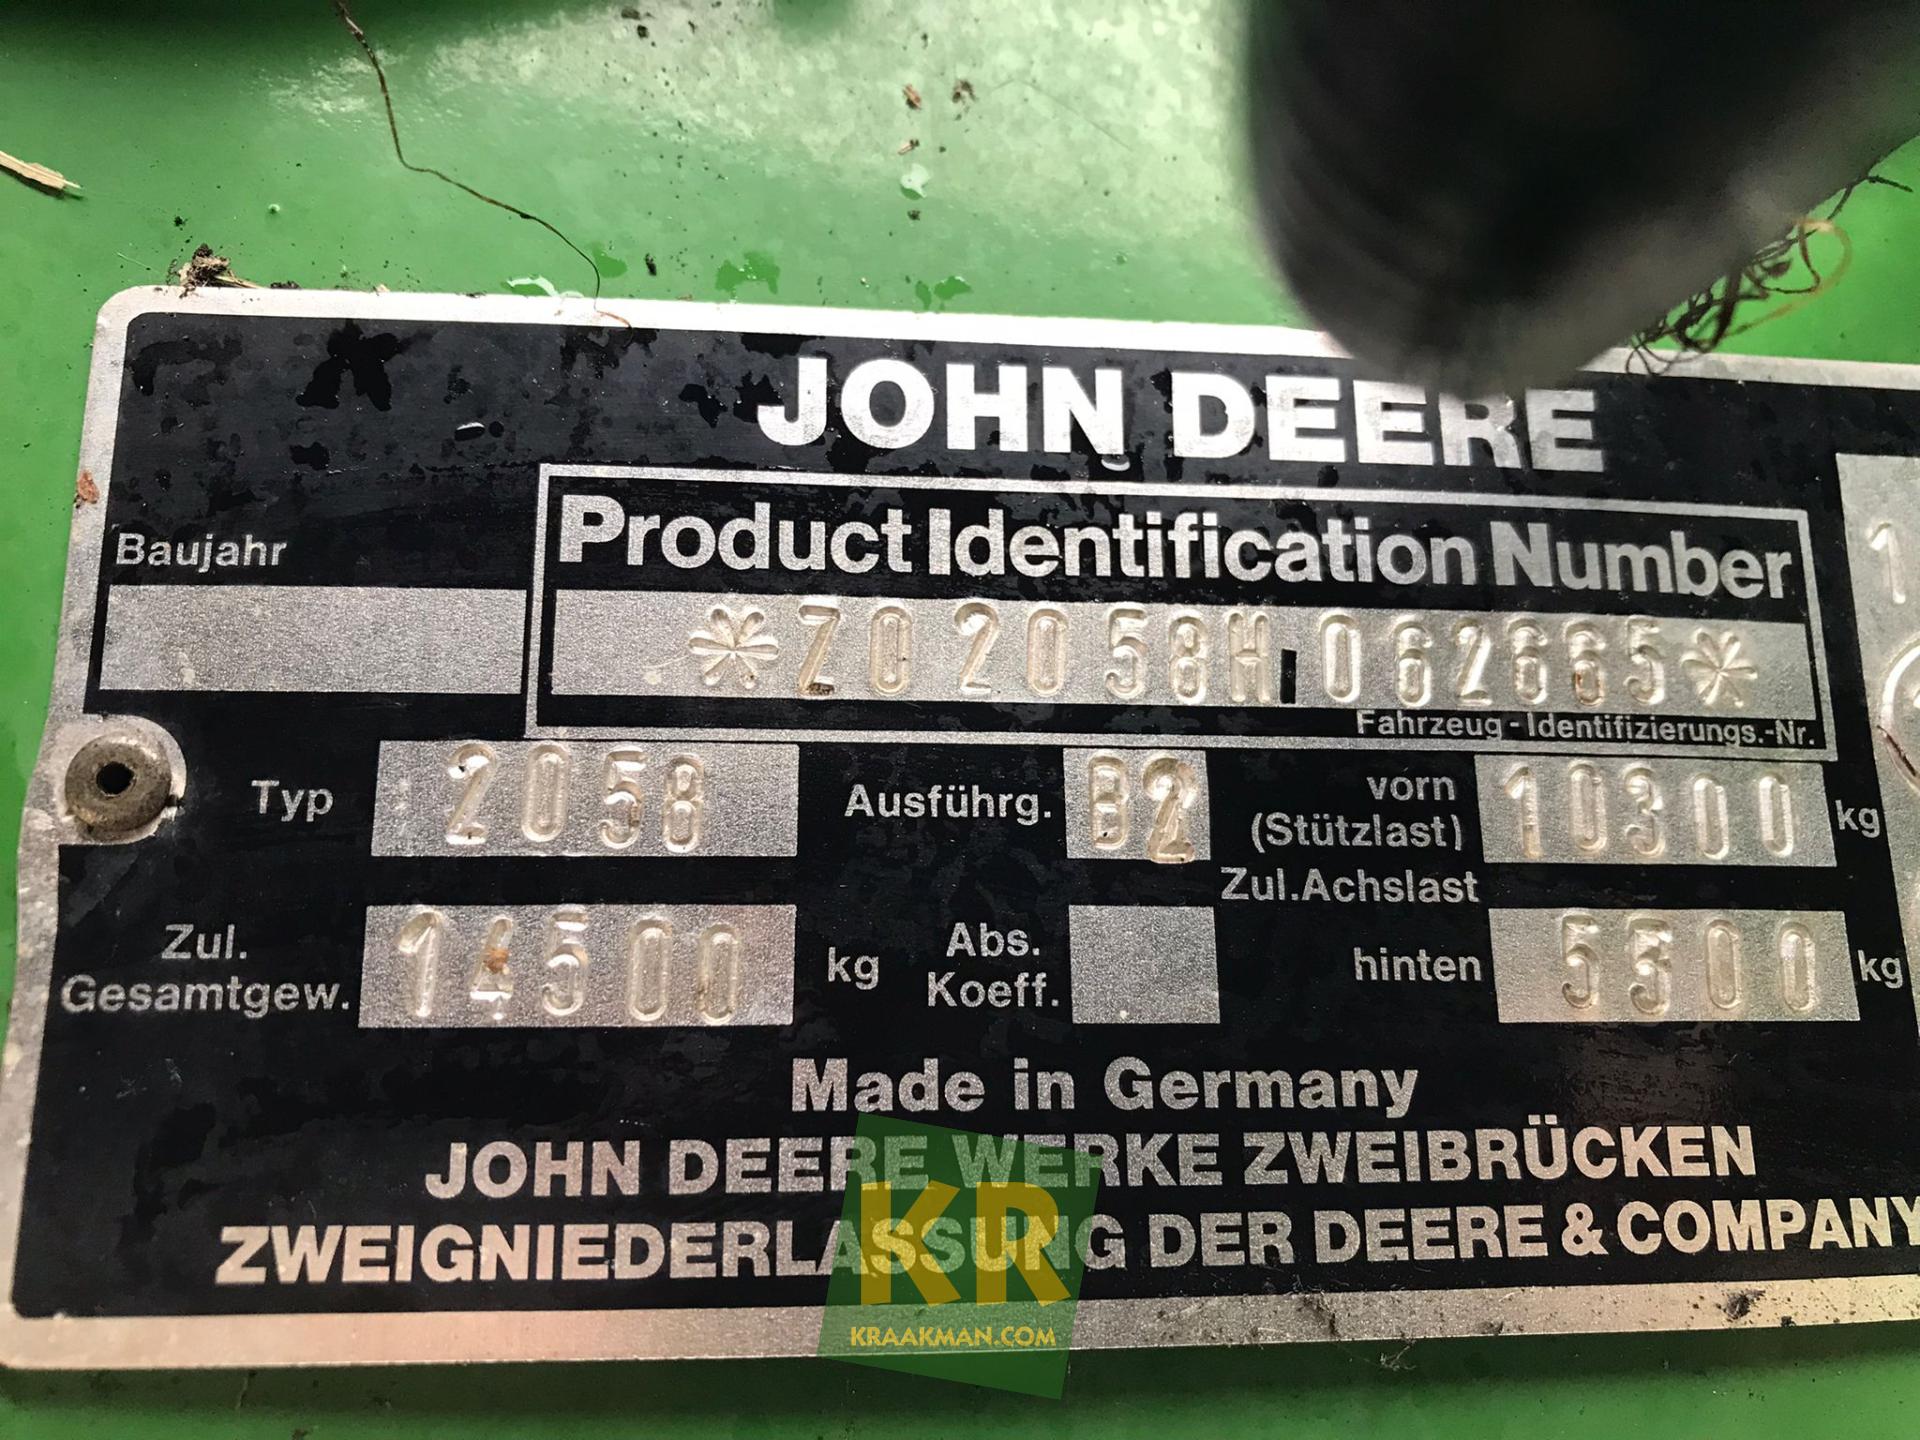 JOHN DEERE
Baujahr
Product Identification Number
*Z02058H062665*
Fahrzeug-Identifizierungs.-Nr.
Typ 2058 Ausführg. B2 vorn (Stützlast) 10300 kg
Zul.Achslast
Zul. Gesamtgew. 14500 kg Abs. Koeff. hinten 5500 kg
Made in Germany
JOHN DEERE WERKE ZWEIBRÜCKEN
ZWEIGNIEDERLASSUNG DER DEERE & COMPANY
KR
KRAAKMAN.COM